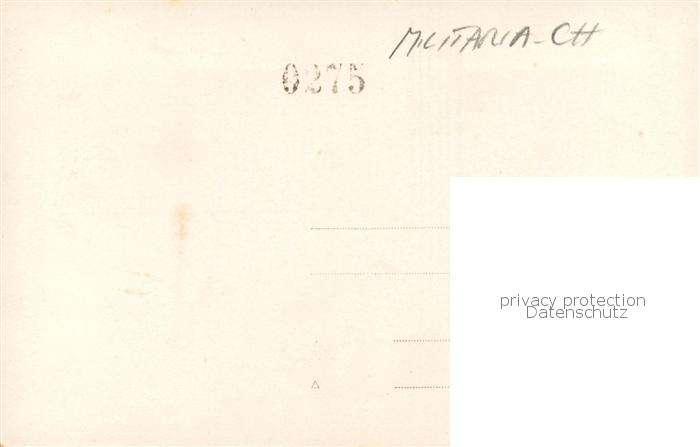 MILITARIA-CH
0275
privacy protection
Datenschutz